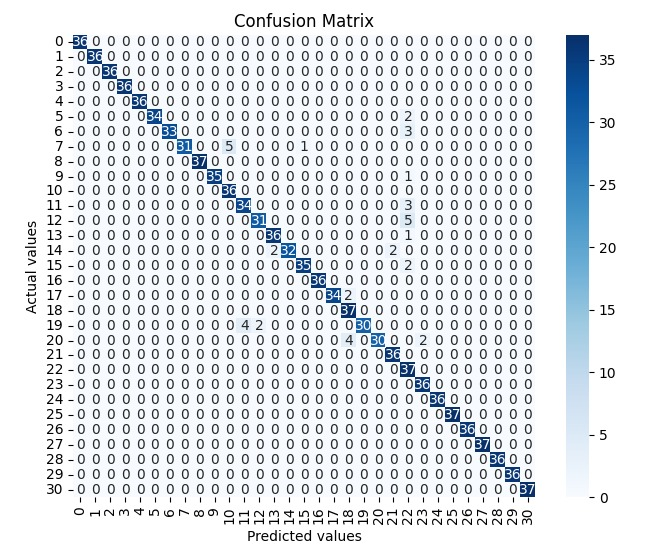 Confusion Matrix
0 36 0 0 0 0 0 0 0 0 0 0 0 0 0 0 0 0 0 0 0 0 0 0 0 0 0 0 0 0 0 0
1 0 36 0 0 0 0 0 0 0 0 0 0 0 0 0 0 0 0 0 0 0 0 0 0 0 0 0 0 0 0 0
2 0 0 36 0 0 0 0 0 0 0 0 0 0 0 0 0 0 0 0 0 0 0 0 0 0 0 0 0 0 0 0
3 0 0 0 36 0 0 0 0 0 0 0 0 0 0 0 0 0 0 0 0 0 0 0 0 0 0 0 0 0 0 0
4 0 0 0 0 36 0 0 0 0 0 0 0 0 0 0 0 0 0 0 0 0 0 0 0 0 0 0 0 0 0 0
5 0 0 0 0 0 34 0 0 0 0 0 0 0 0 0 0 0 0 0 0 0 0 2 0 0 0 0 0 0 0 0
6 0 0 0 0 0 0 33 0 0 0 0 0 0 0 0 0 0 0 0 0 0 0 3 0 0 0 0 0 0 0 0
7 0 0 0 0 0 0 0 31 0 0 5 0 0 0 0 1 0 0 0 0 0 0 0 0 0 0 0 0 0 0 0
8 0 0 0 0 0 0 0 0 37 0 0 0 0 0 0 0 0 0 0 0 0 0 0 0 0 0 0 0 0 0 0
9 0 0 0 0 0 0 0 0 0 35 0 0 0 0 0 0 0 0 0 0 0 0 1 0 0 0 0 0 0 0 0
10 0 0 0 0 0 0 0 0 0 0 36 0 0 0 0 0 0 0 0 0 0 0 0 0 0 0 0 0 0 0 0
11 0 0 0 0 0 0 0 0 0 0 0 34 0 0 0 0 0 0 0 0 0 0 3 0 0 0 0 0 0 0 0
12 0 0 0 0 0 0 0 0 0 0 0 0 31 0 0 0 0 0 0 0 0 0 5 0 0 0 0 0 0 0 0
13 0 0 0 0 0 0 0 0 0 0 0 0 0 36 0 0 0 0 0 0 0 0 1 0 0 0 0 0 0 0 0
14 0 0 0 0 0 0 0 0 0 0 0 0 0 2 32 0 0 0 0 0 0 2 0 0 0 0 0 0 0 0 0
15 0 0 0 0 0 0 0 0 0 0 0 0 0 0 0 35 0 0 0 0 0 0 2 0 0 0 0 0 0 0 0
16 0 0 0 0 0 0 0 0 0 0 0 0 0 0 0 0 36 0 0 0 0 0 0 0 0 0 0 0 0 0 0
17 0 0 0 0 0 0 0 0 0 0 0 0 0 0 0 0 0 34 2 0 0 0 0 0 0 0 0 0 0 0 0
18 0 0 0 0 0 0 0 0 0 0 0 0 0 0 0 0 0 0 37 0 0 0 0 0 0 0 0 0 0 0 0
19 0 0 0 0 0 0 0 0 0 0 0 4 2 0 0 0 0 0 0 30 0 0 0 0 0 0 0 0 0 0 0
20 0 0 0 0 0 0 0 0 0 0 0 0 0 0 0 0 0 0 4 0 30 0 0 2 0 0 0 0 0 0 0
21 0 0 0 0 0 0 0 0 0 0 0 0 0 0 0 0 0 0 0 0 0 36 0 0 0 0 0 0 0 0 0
22 0 0 0 0 0 0 0 0 0 0 0 0 0 0 0 0 0 0 0 0 0 0 37 0 0 0 0 0 0 0 0
23 0 0 0 0 0 0 0 0 0 0 0 0 0 0 0 0 0 0 0 0 0 0 0 36 0 0 0 0 0 0 0
24 0 0 0 0 0 0 0 0 0 0 0 0 0 0 0 0 0 0 0 0 0 0 0 0 36 0 0 0 0 0 0
25 0 0 0 0 0 0 0 0 0 0 0 0 0 0 0 0 0 0 0 0 0 0 0 0 0 37 0 0 0 0 0
26 0 0 0 0 0 0 0 0 0 0 0 0 0 0 0 0 0 0 0 0 0 0 0 0 0 0 36 0 0 0 0
27 0 0 0 0 0 0 0 0 0 0 0 0 0 0 0 0 0 0 0 0 0 0 0 0 0 0 0 37 0 0 0
28 0 0 0 0 0 0 0 0 0 0 0 0 0 0 0 0 0 0 0 0 0 0 0 0 0 0 0 0 36 0 0
29 0 0 0 0 0 0 0 0 0 0 0 0 0 0 0 0 0 0 0 0 0 0 0 0 0 0 0 0 0 36 0
30 0 0 0 0 0 0 0 0 0 0 0 0 0 0 0 0 0 0 0 0 0 0 0 0 0 0 0 0 0 0 37
0 1 2 3 4 5 6 7 8 9 10 11 12 13 14 15 16 17 18 19 20 21 22 23 24 25 26 27 28 29 30
Predicted values
Actual values
35
30
25
20
15
10
5
0